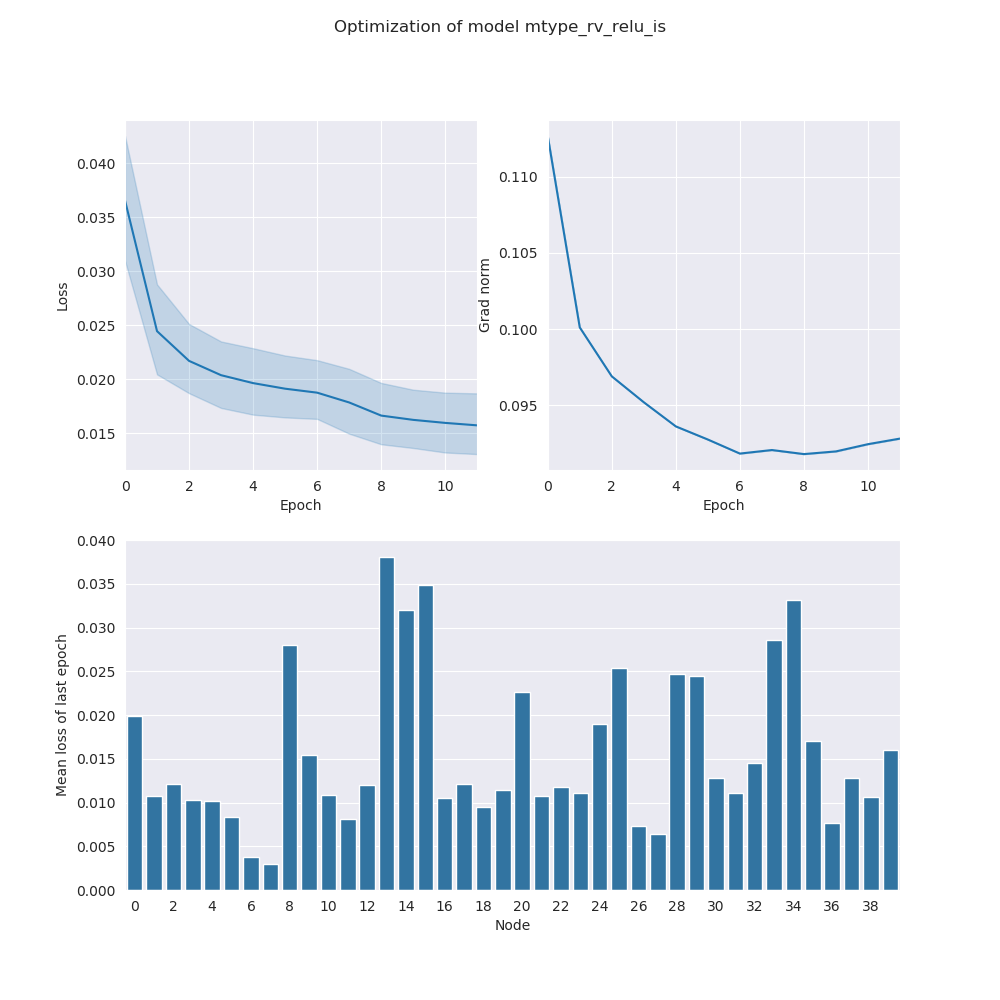 Optimization of model mtype_rv_relu_is
0.040
0.035
0.030
0.025
0.020
0.015
Loss
0 2 4 6 8 10
Epoch
0.110
0.105
0.100
0.095
Grad norm
0 2 4 6 8 10
Epoch
0.040
0.035
0.030
0.025
0.020
0.015
0.010
0.005
0.000
Mean loss of last epoch
0 2 4 6 8 10 12 14 16 18 20 22 24 26 28 30 32 34 36 38
Node